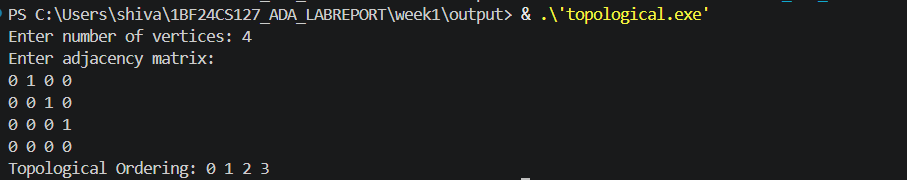 PS C:\Users\shiva\1BF24CS127_ADA_LABREPORT\week1\output> & .\'topological.exe'
Enter number of vertices: 4
Enter adjacency matrix:
0 1 0 0
0 0 1 0
0 0 0 1
0 0 0 0
Topological Ordering: 0 1 2 3